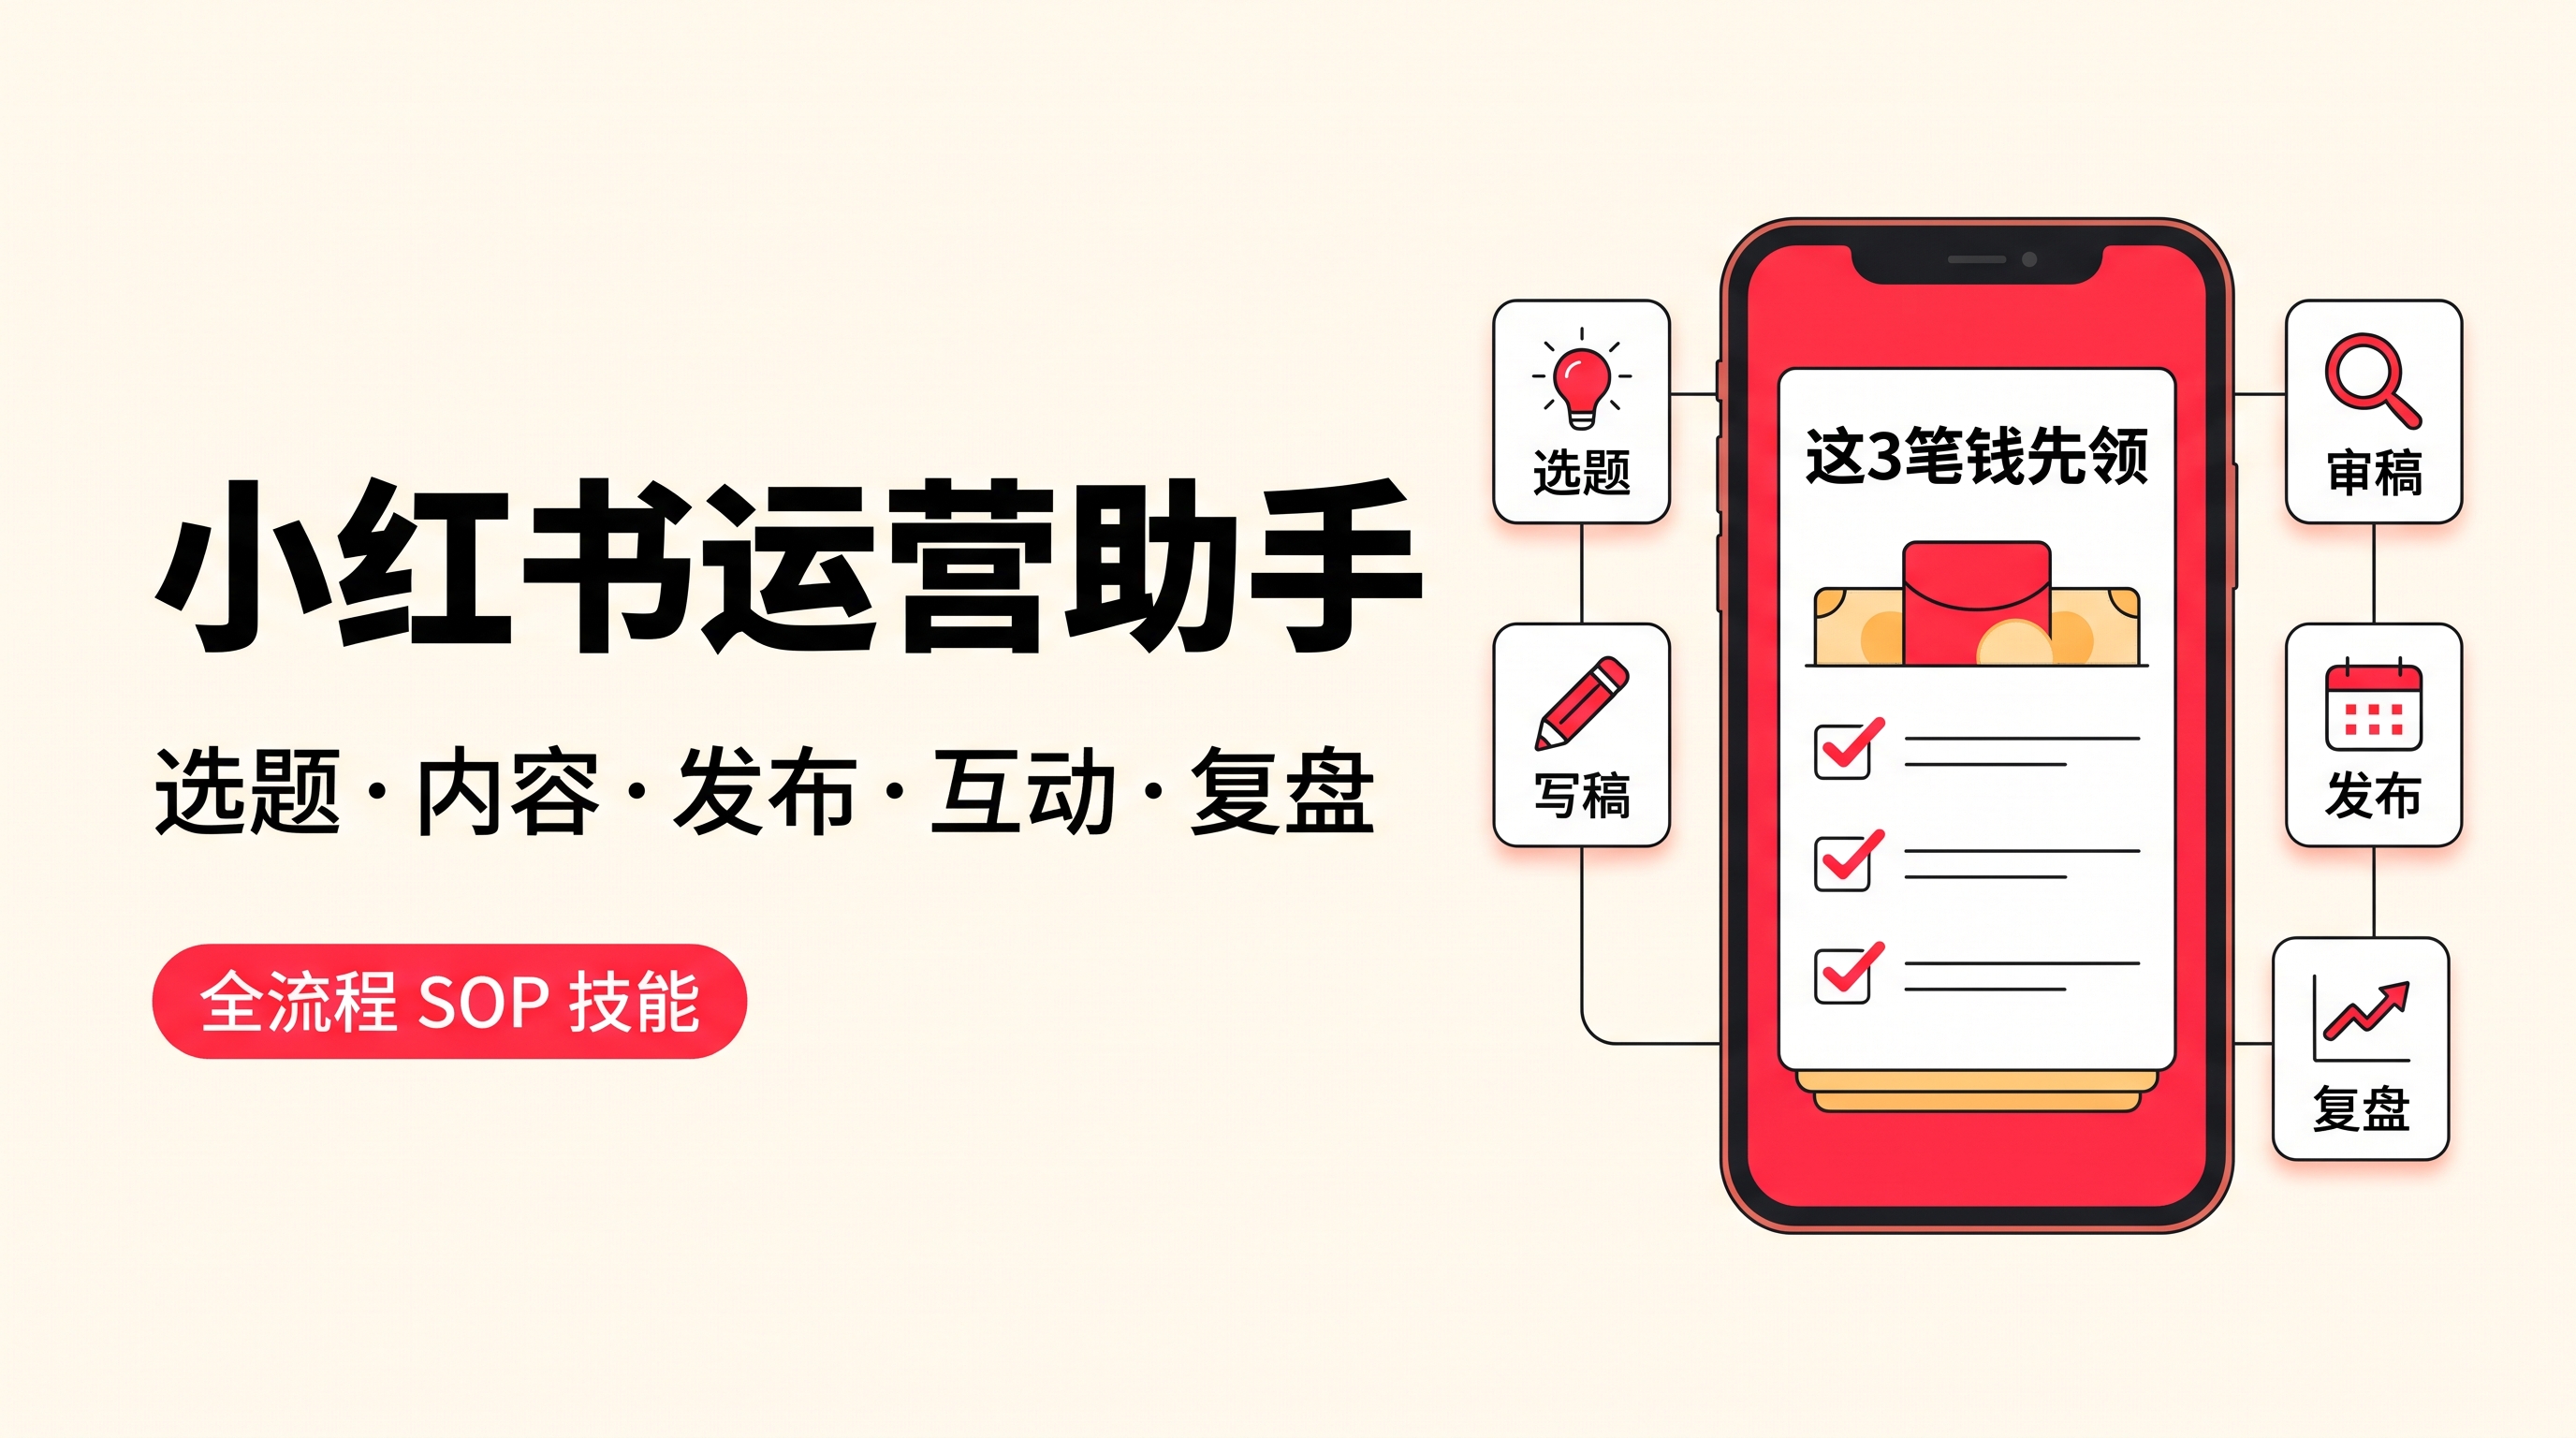 小红书运营助手
选题 · 内容 · 发布 · 互动 · 复盘
全流程 SOP 技能
选题
写稿
这3笔钱先领
审稿
发布
复盘